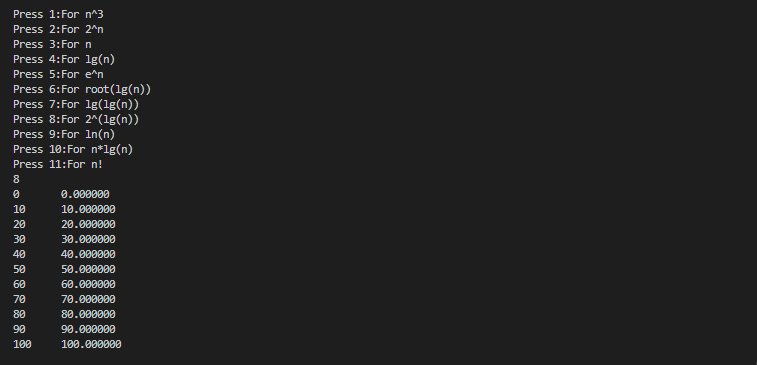 Press 1:For n^3
Press 2:For 2^n
Press 3:For n
Press 4:For lg(n)
Press 5:For e^n
Press 6:For root(lg(n))
Press 7:For lg(lg(n))
Press 8:For 2^(lg(n))
Press 9:For ln(n)
Press 10:For n*lg(n)
Press 11:For n!
8
0 0.000000
10 10.000000
20 20.000000
30 30.000000
40 40.000000
50 50.000000
60 60.000000
70 70.000000
80 80.000000
90 90.000000
100 100.000000